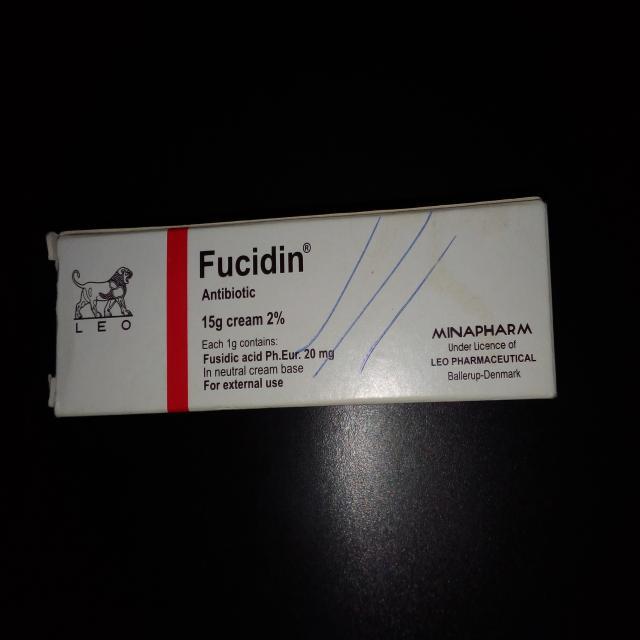 LEO
Fucidin®
Antibiotic
15g cream 2%
Each 1g contains:
Fusidic acid Ph.Eur. 20 mg
In neutral cream base
For external use
MINAPHARM
Under Licence of
LEO PHARMACEUTICAL
Ballerup-Denmark